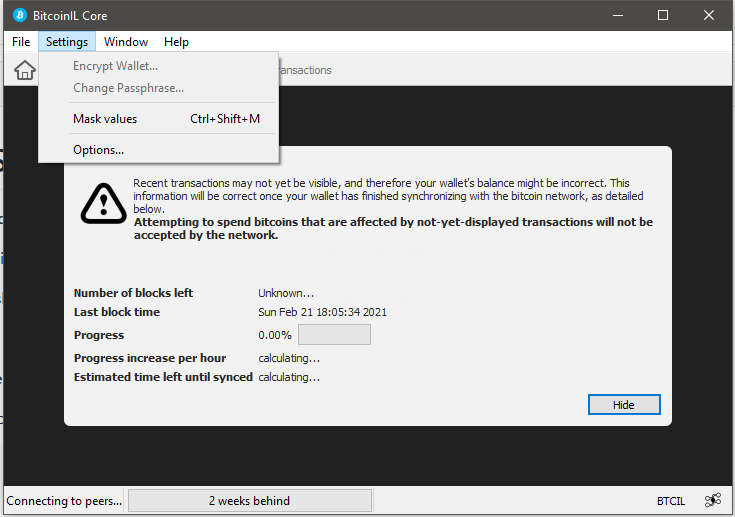 BitcoinIL Core
File Settings Window Help
Encrypt Wallet...
Change Passphrase...
Mask values Ctrl+Shift+M
Options...
ansactions
Recent transactions may not yet be visible, and therefore your wallet's balance might be incorrect. This
information will be correct once your wallet has finished synchronizing with the bitcoin network, as detailed
below.
Attempting to spend bitcoins that are affected by not-yet-displayed transactions will not be
accepted by the network.
Number of blocks left Unknown...
Last block time Sun Feb 21 18:05:34 2021
Progress 0.00%
Progress increase per hour calculating...
Estimated time left until synced calculating...
Hide
Connecting to peers... 2 weeks behind BTCIL